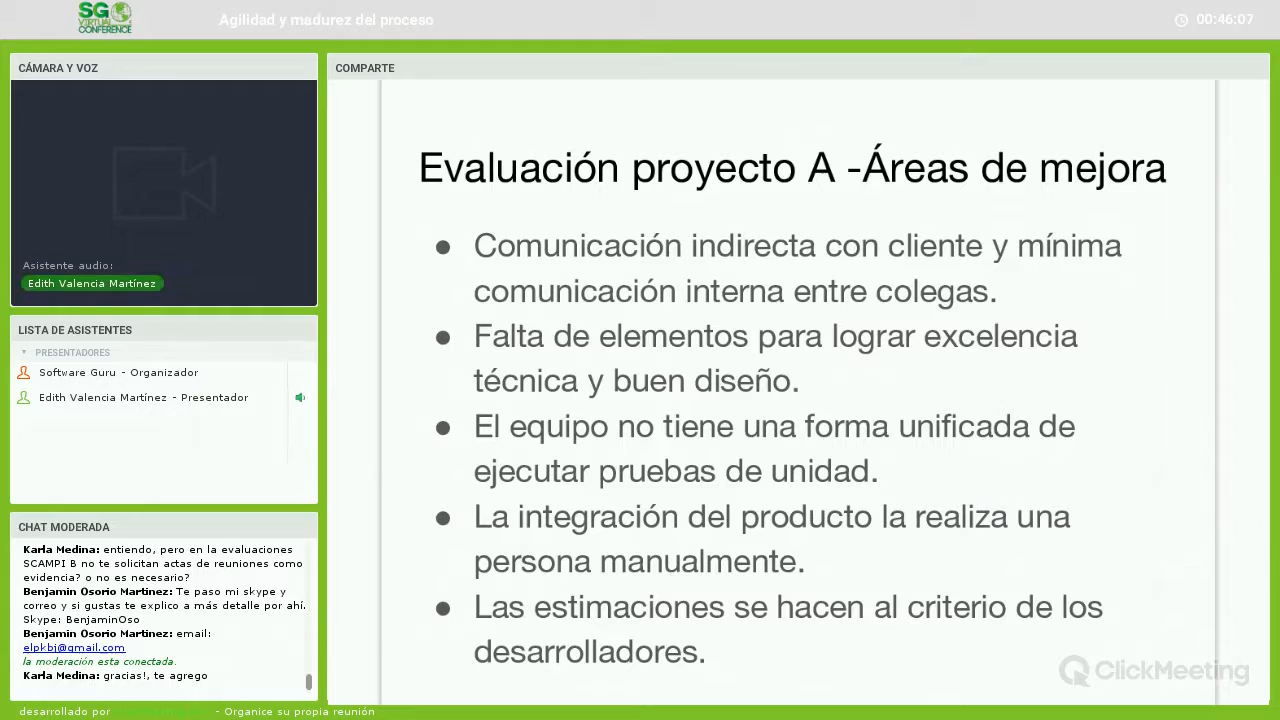 SG
VIRTUAL
CONFERENCE
Agilidad y madurez del proceso
00:46:07
CÁMARA Y VOZ
Asistente audio:
Edith Valencia Martínez
LISTA DE ASISTENTES
PRESENTADORES
Software Guru - Organizador
Edith Valencia Martínez - Presentador
CHAT MODERADA
Karla Medina: entiendo, pero en la evaluaciones
SCAMPI B no te solicitan actas de reuniones como
evidencia? o no es necesario?
Benjamin Osorio Martinez: Te paso mi skype y
correo y si gustas te explico a más detalle por ahí.
Skype: BenjaminOso
Benjamin Osorio Martinez: email:
elpkbj@gmail.com
la moderación esta conectada.
Karla Medina: gracias!, te agrego
desarrollado por
- Organice su propia reunión
COMPARTE
Evaluación proyecto A -Áreas de mejora
● Comunicación indirecta con cliente y mínima
comunicación interna entre colegas.
● Falta de elementos para lograr excelencia
técnica y buen diseño.
● El equipo no tiene una forma unificada de
ejecutar pruebas de unidad.
● La integración del producto la realiza una
persona manualmente.
● Las estimaciones se hacen al criterio de los
desarrolladores.
ClickMeeting